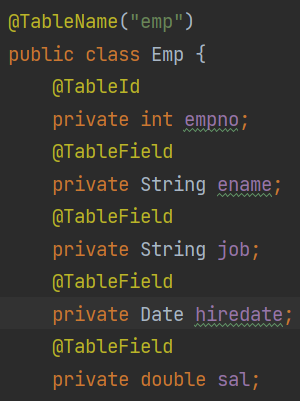 @TableName("emp")
public class Emp {
@TableId
private int empno;
@TableField
private String ename;
@TableField
private String job;
@TableField
private Date hiredate;
@TableField
private double sal;